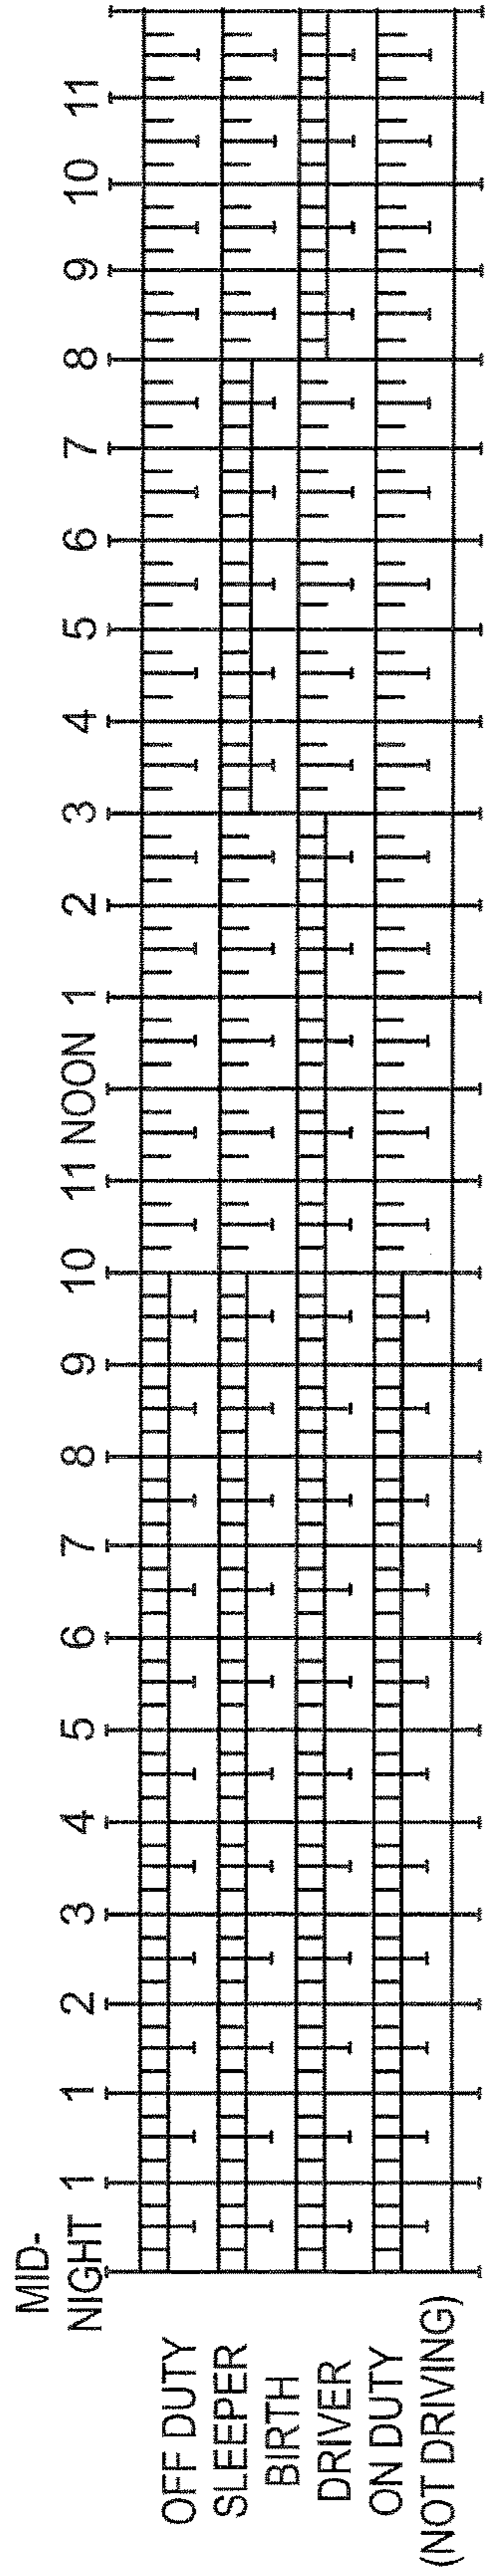 MID-
NIGHT 1 1 2 3 4 5 6 7 8 9 10 11 NOON 1 2 3 4 5 6 7 8 9 10 11
OFF DUTY
SLEEPER
BIRTH
DRIVER
ON DUTY
(NOT DRIVING)